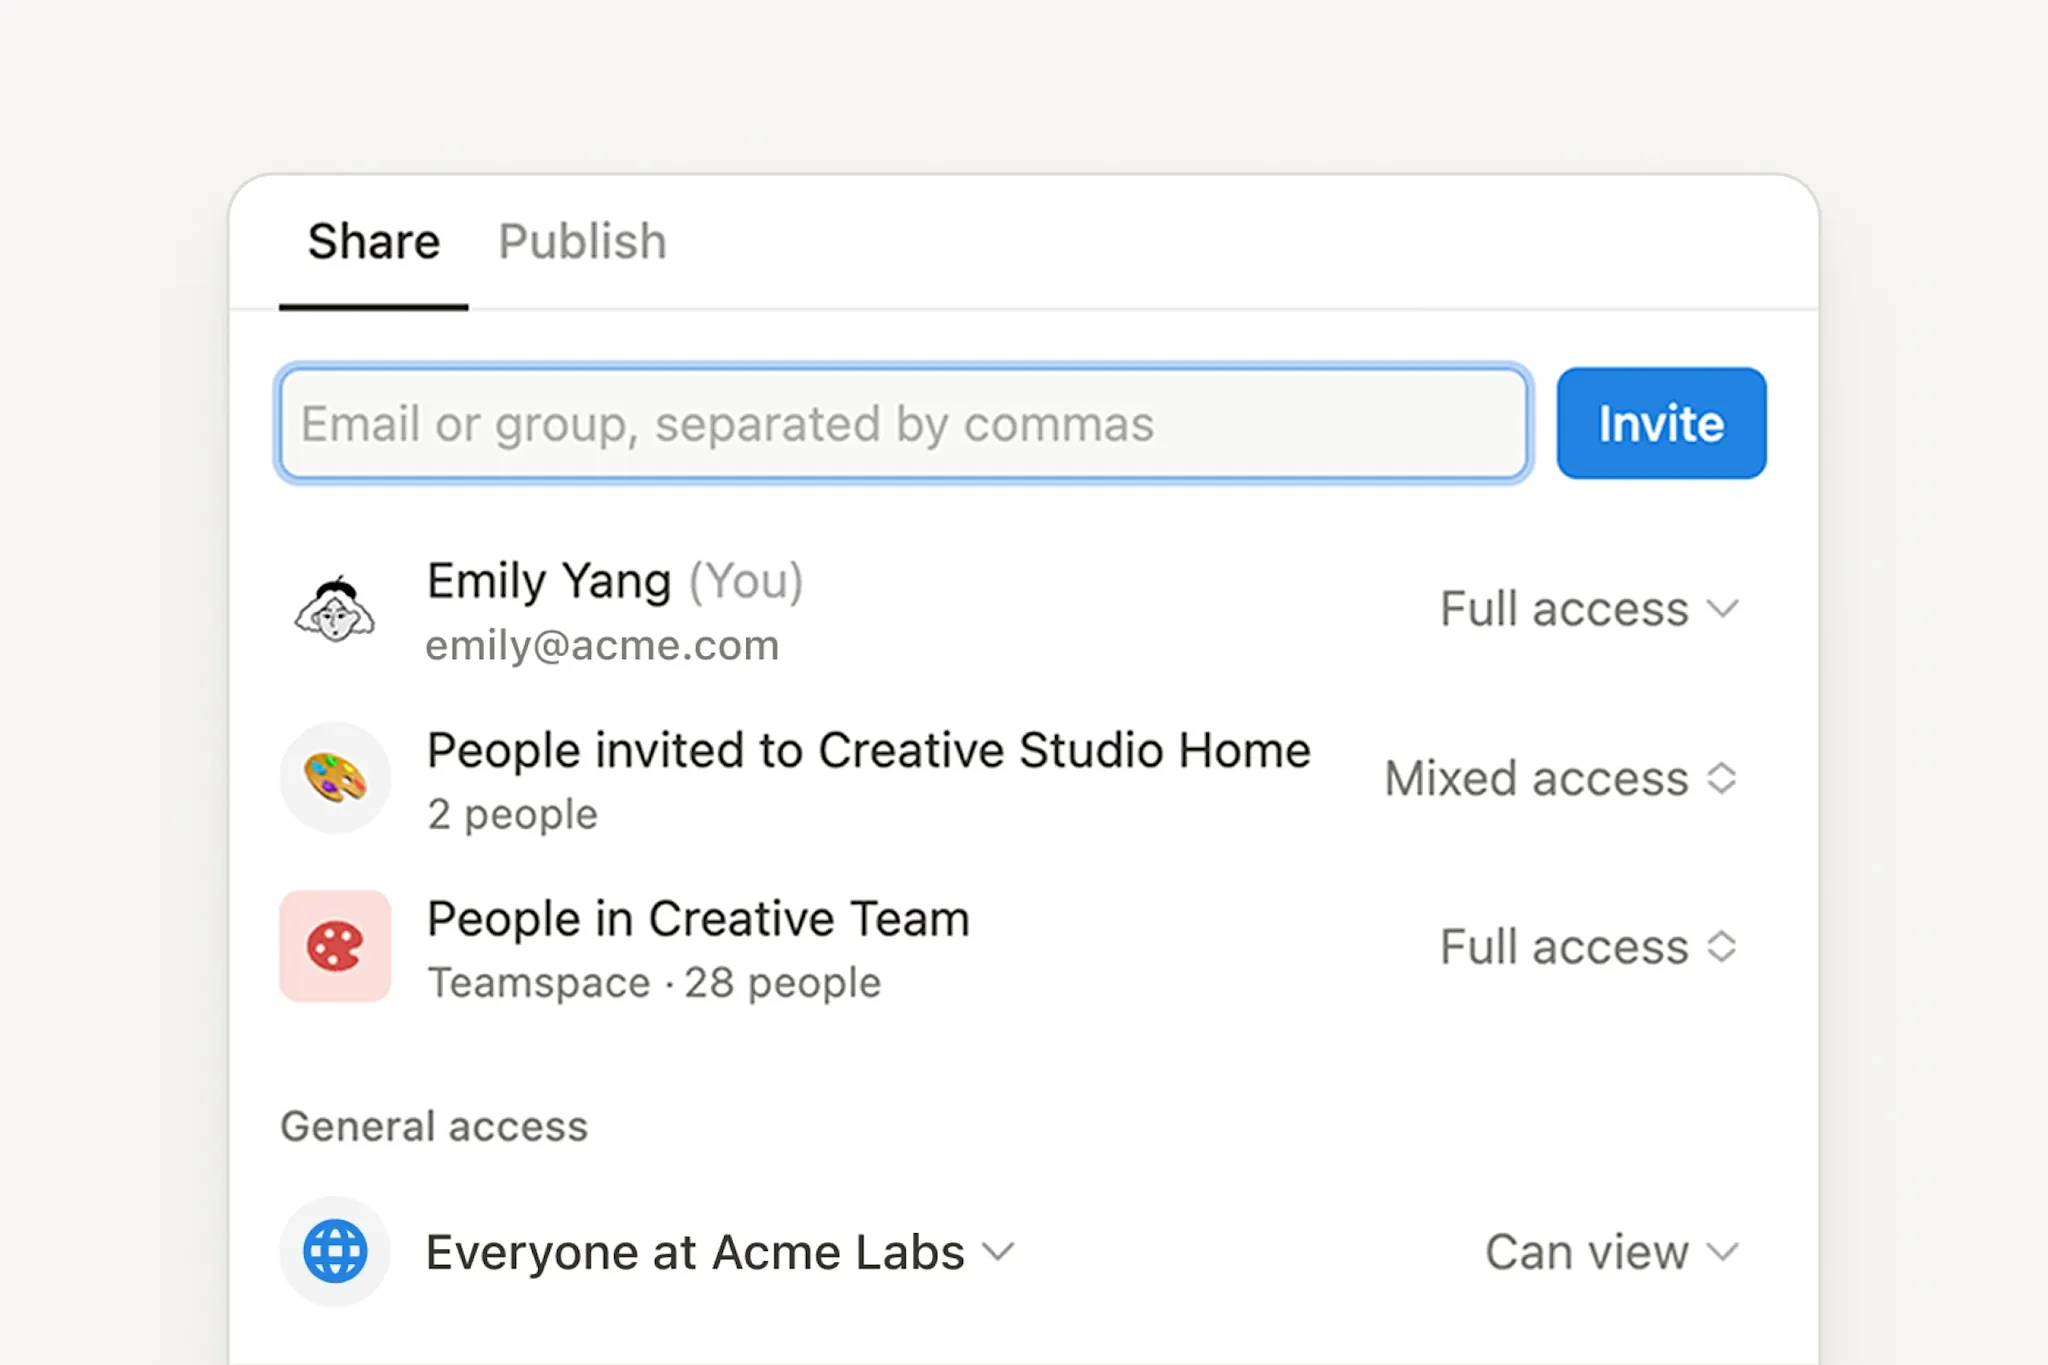 Share Publish
Email or group, separated by commas
Invite
Emily Yang (You)
emily@acme.com
Full access
People invited to Creative Studio Home
2 people
Mixed access
People in Creative Team
Teamspace · 28 people
Full access
General access
Everyone at Acme Labs
Can view